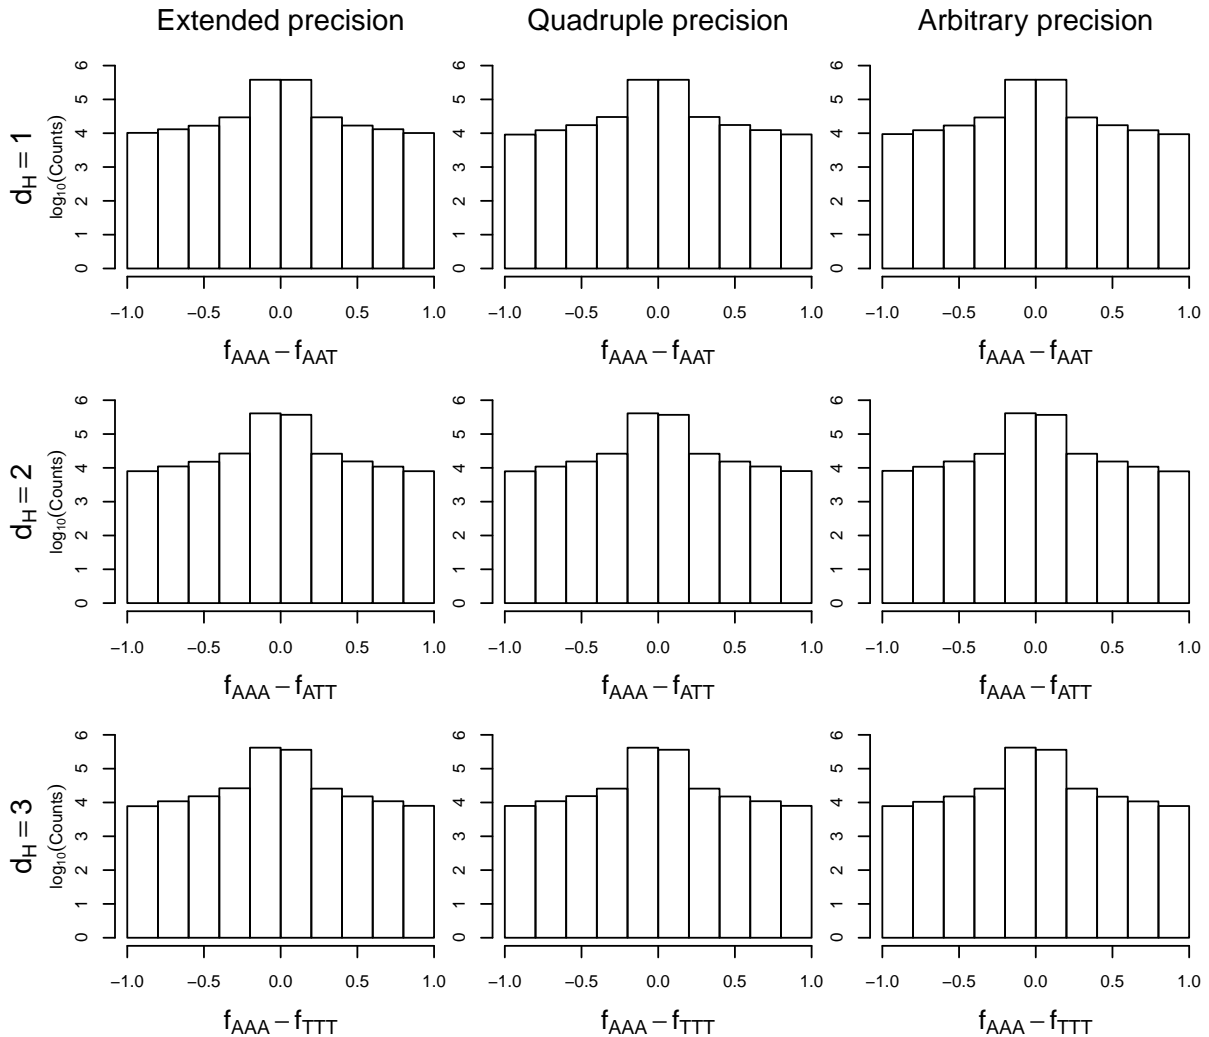 Extended precision Quadruple precision Arbitrary precision
d_H = 1
log₁₀(Counts)
0 1 2 3 4 5 6
−1.0 −0.5 0.0 0.5 1.0
f_AAA − f_AAT
0 1 2 3 4 5 6
−1.0 −0.5 0.0 0.5 1.0
f_AAA − f_AAT
0 1 2 3 4 5 6
−1.0 −0.5 0.0 0.5 1.0
f_AAA − f_AAT
d_H = 2
log₁₀(Counts)
0 1 2 3 4 5 6
−1.0 −0.5 0.0 0.5 1.0
f_AAA − f_ATT
0 1 2 3 4 5 6
−1.0 −0.5 0.0 0.5 1.0
f_AAA − f_ATT
0 1 2 3 4 5 6
−1.0 −0.5 0.0 0.5 1.0
f_AAA − f_ATT
d_H = 3
log₁₀(Counts)
0 1 2 3 4 5 6
−1.0 −0.5 0.0 0.5 1.0
f_AAA − f_TTT
0 1 2 3 4 5 6
−1.0 −0.5 0.0 0.5 1.0
f_AAA − f_TTT
0 1 2 3 4 5 6
−1.0 −0.5 0.0 0.5 1.0
f_AAA − f_TTT